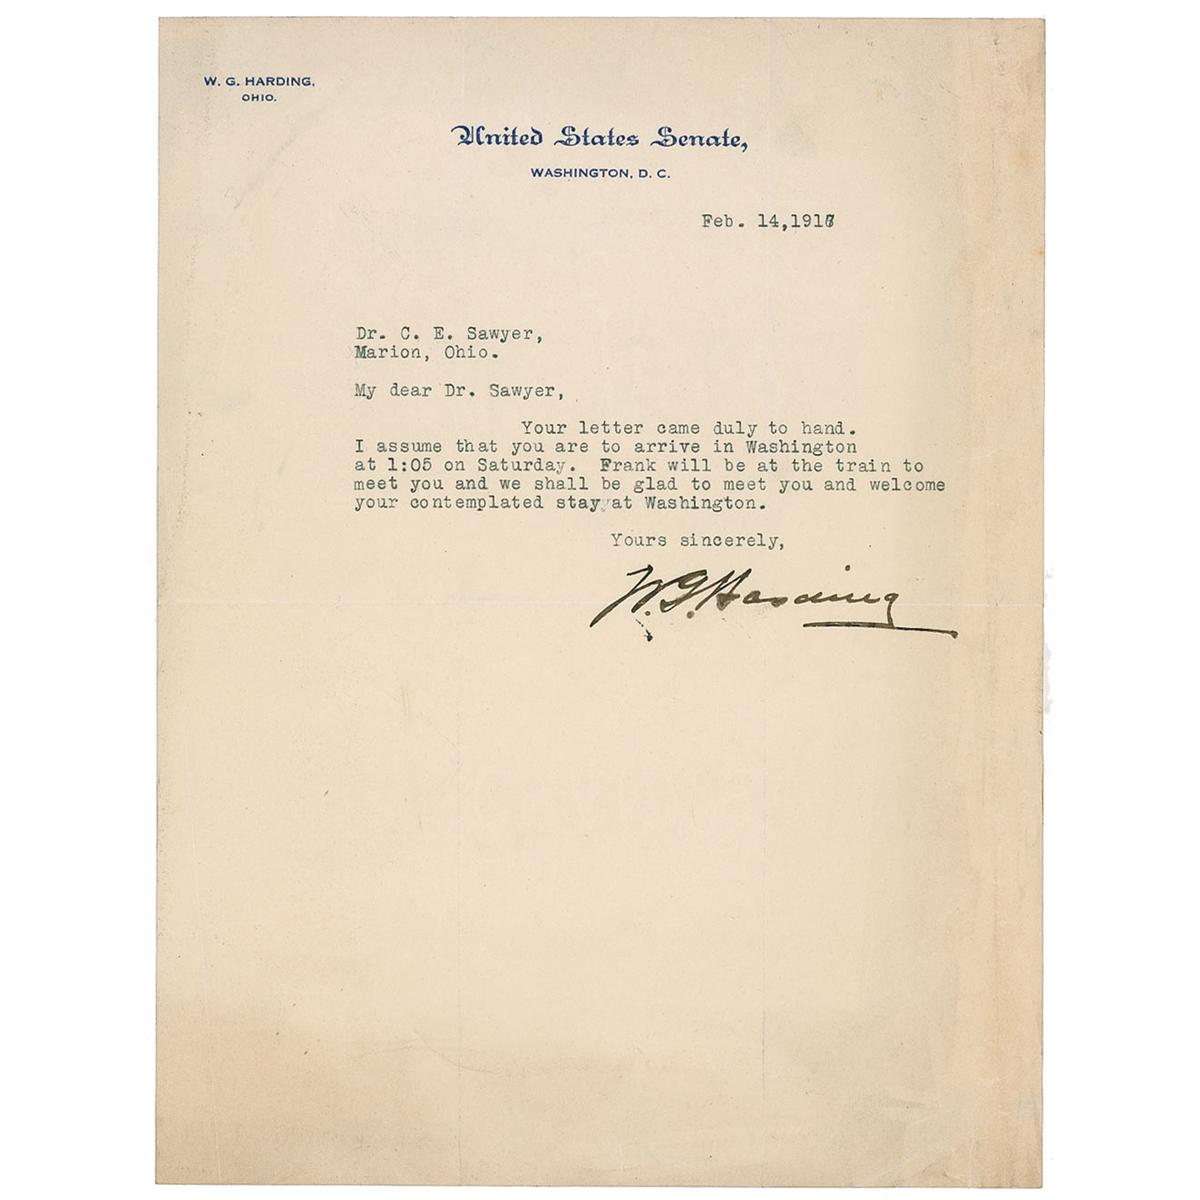 W. G. HARDING,
OHIO.
United States Senate,
WASHINGTON, D. C.
Feb. 14,1917
Dr. C. E. Sawyer,
Marion, Ohio.
My dear Dr. Sawyer,
Your letter came duly to hand.
I assume that you are to arrive in Washington
at 1:05 on Saturday. Frank will be at the train to
meet you and we shall be glad to meet you and welcome
your contemplated stay at Washington.
Yours sincerely,
W. G. Harding